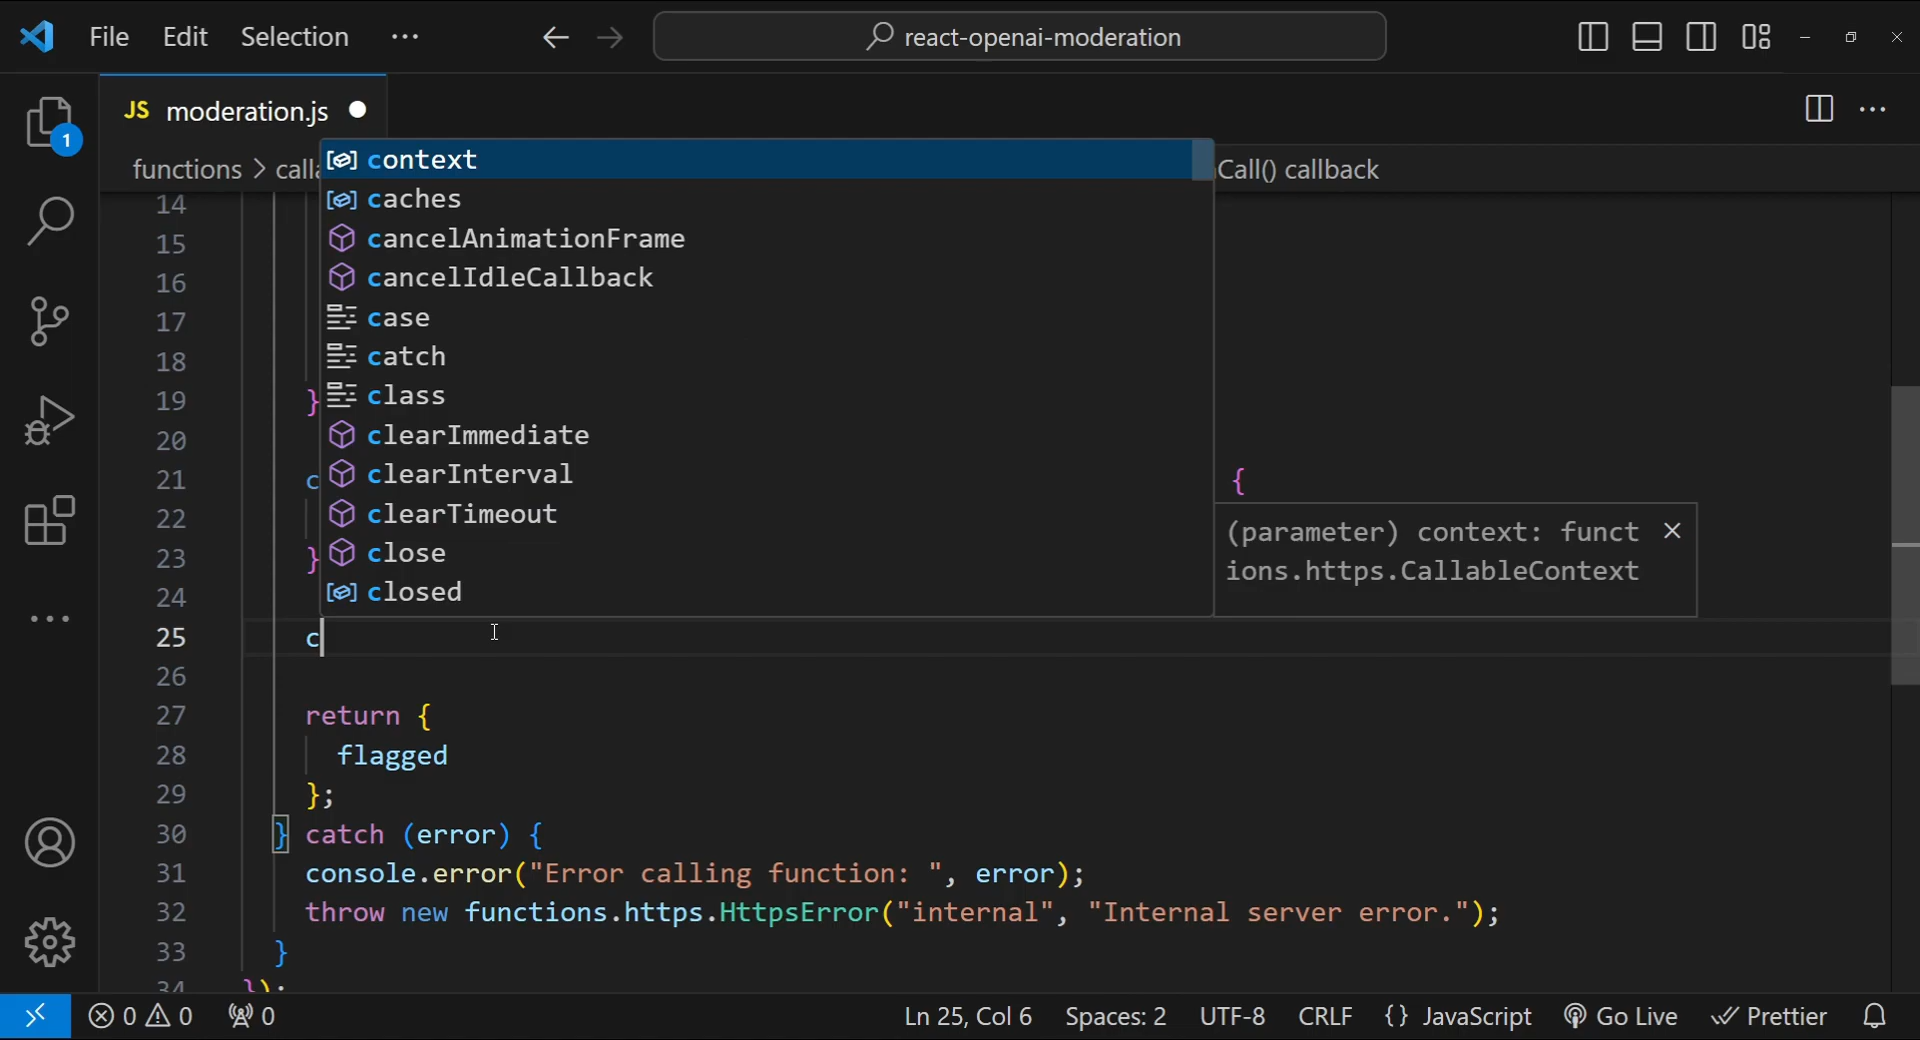 File Edit Selection ··· react-openai-moderation
JS moderation.js
functions > calla Call() callback
context
caches
cancelAnimationFrame
cancelIdleCallback
case
catch
class
clearImmediate
clearInterval
clearTimeout
close
closed
14
15
16
17
18
19 }
20
21 c {
22
23 }
24
(parameter) context: funct
ions.https.CallableContext
25 c
26
27 return {
28 flagged
29 };
30 } catch (error) {
31 console.error("Error calling function: ", error);
32 throw new functions.https.HttpsError("internal", "Internal server error.");
33 }
34 });
1
0 0 0 Ln 25, Col 6 Spaces: 2 UTF-8 CRLF {} JavaScript Go Live Prettier